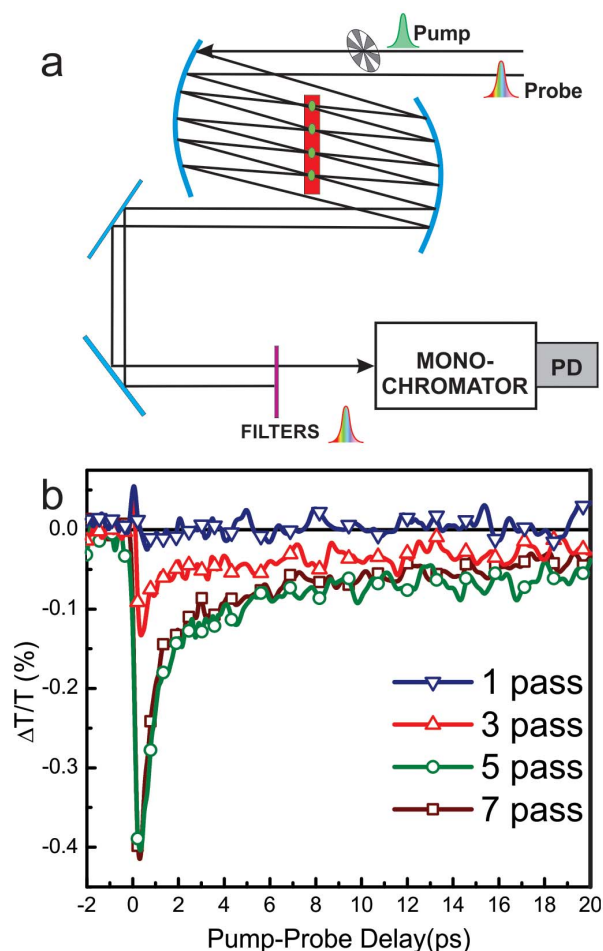 a
Pump
Probe
MONO-
CHROMATOR
PD
FILTERS
b
0.0
-0.1
-0.2
-0.3
-0.4
ΔT/T (%)
1 pass
3 pass
5 pass
7 pass
-2 0 2 4 6 8 10 12 14 16 18 20
Pump-Probe Delay(ps)